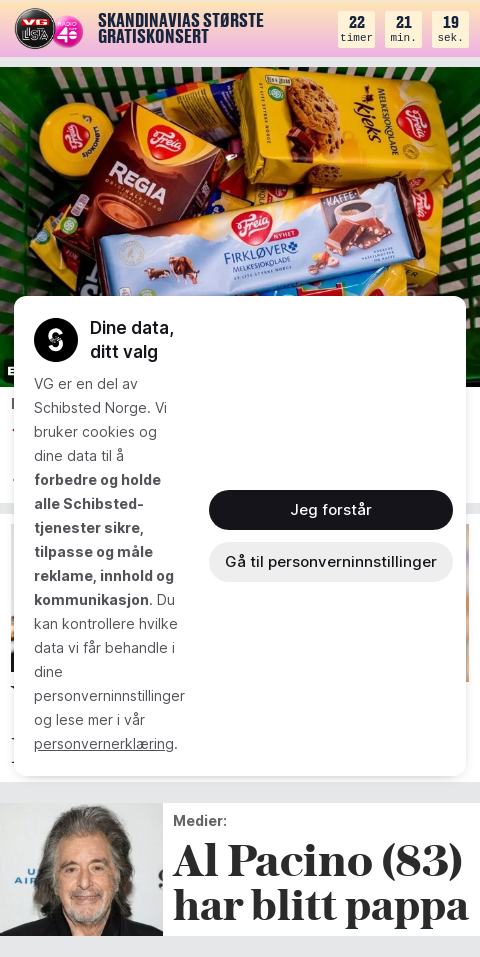 VG
LISTA
RADIO
4
SKANDINAVIAS STØRSTE
GRATISKONSERT
22
timer
21
min.
19
sek.
Freia
MELKESJOKOLADE
kjeks
Freia
REGIA
ORIGINALKAKAO
Freia
NYHET
FIRKLØVER
MELKESJOKOLADE
KAFFE
Dine data,
ditt valg
VG er en del av
Schibsted Norge. Vi
bruker cookies og
dine data til å
forbedre og holde
alle Schibsted-
tjenester sikre,
tilpasse og måle
reklame, innhold og
kommunikasjon. Du
kan kontrollere hvilke
data vi får behandle i
dine
personverninnstillinger
og lese mer i vår
personvernerklæring.
Jeg forstår
Gå til personverninnstillinger
Medier:
Al Pacino (83)
har blitt pappa